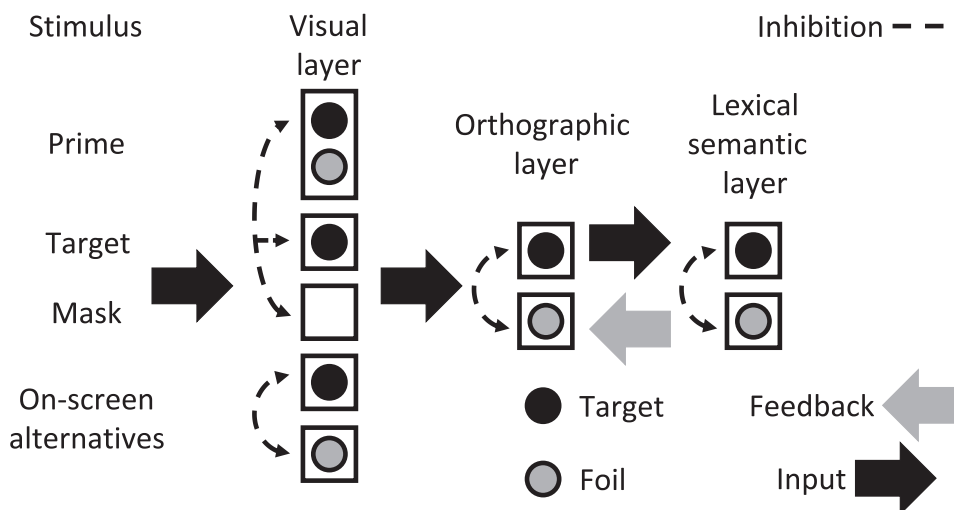 Stimulus
Visual
layer
Inhibition
Prime
Orthographic
layer
Lexical
semantic
layer
Target
Mask
On-screen
alternatives
Target
Feedback
Foil
Input